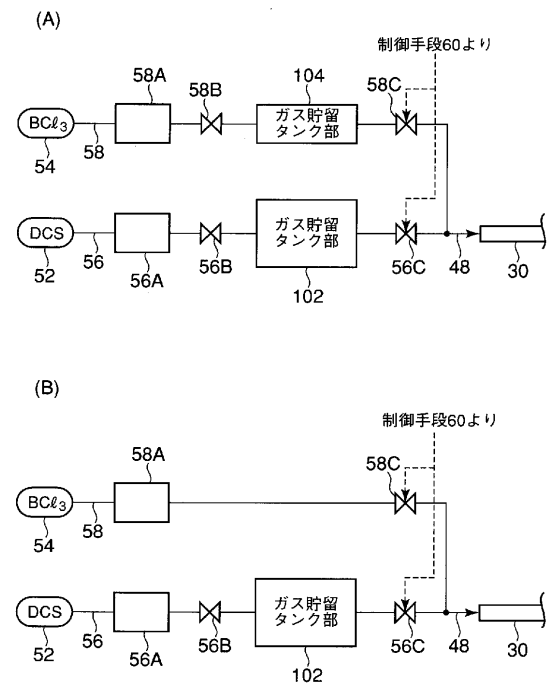 (A)
制御手段60より
58A
58B
104
58C
BCℓ3
ガス貯留
タンク部
54
58
DCS
ガス貯留
タンク部
52
56
56A
56B
102
56C
48
30
(B)
制御手段60より
58A
58C
BCℓ3
54
58
DCS
ガス貯留
タンク部
52
56
56A
56B
102
56C
48
30